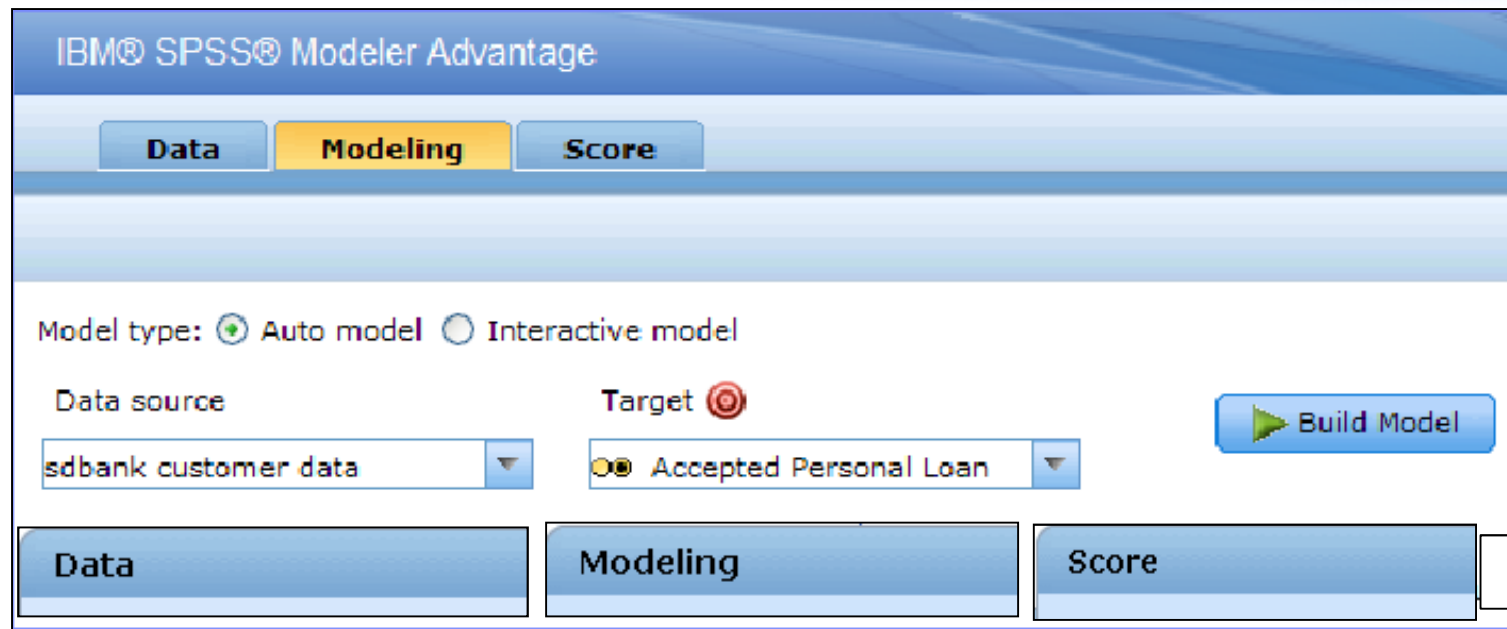 IBM® SPSS® Modeler Advantage
Data Modeling Score
Model type: Auto model Interactive model
Data source Target
Build Model
sdbank customer data Accepted Personal Loan
Data Modeling Score